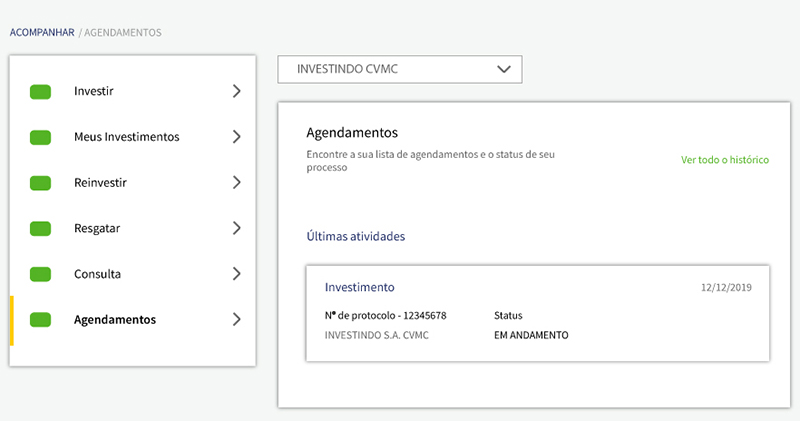 ACOMPANHAR / AGENDAMENTOS
Investir
Meus Investimentos
Reinvestir
Resgatar
Consulta
Agendamentos
INVESTINDO CVMC
Agendamentos
Encontre a sua lista de agendamentos e o status de seu
processo
Ver todo o histórico
Últimas atividades
Investimento
12/12/2019
Nº de protocolo - 12345678
Status
INVESTINDO S.A. CVMC
EM ANDAMENTO